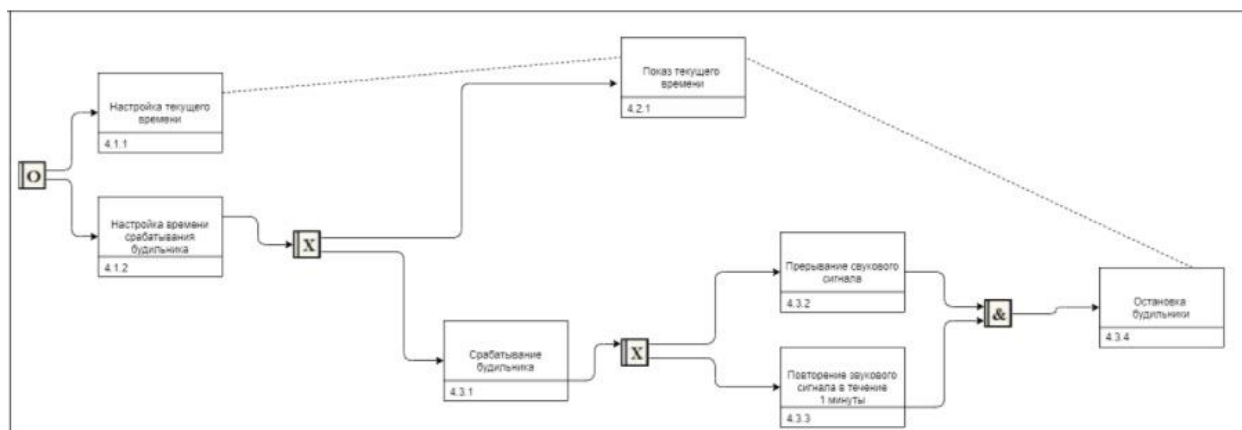 Показ текущего
времени
4.2.1
Настройка текущего
времени
4.1.1
O
Настройка времени
срабатывания
будильника
4.1.2
X
Прерывание звукового
сигнала
4.3.2
Остановка
будильники
4.3.4
&
Срабатывание
будильника
4.3.1
X
Повторение звукового
сигнала в течение
1 минуты
4.3.3